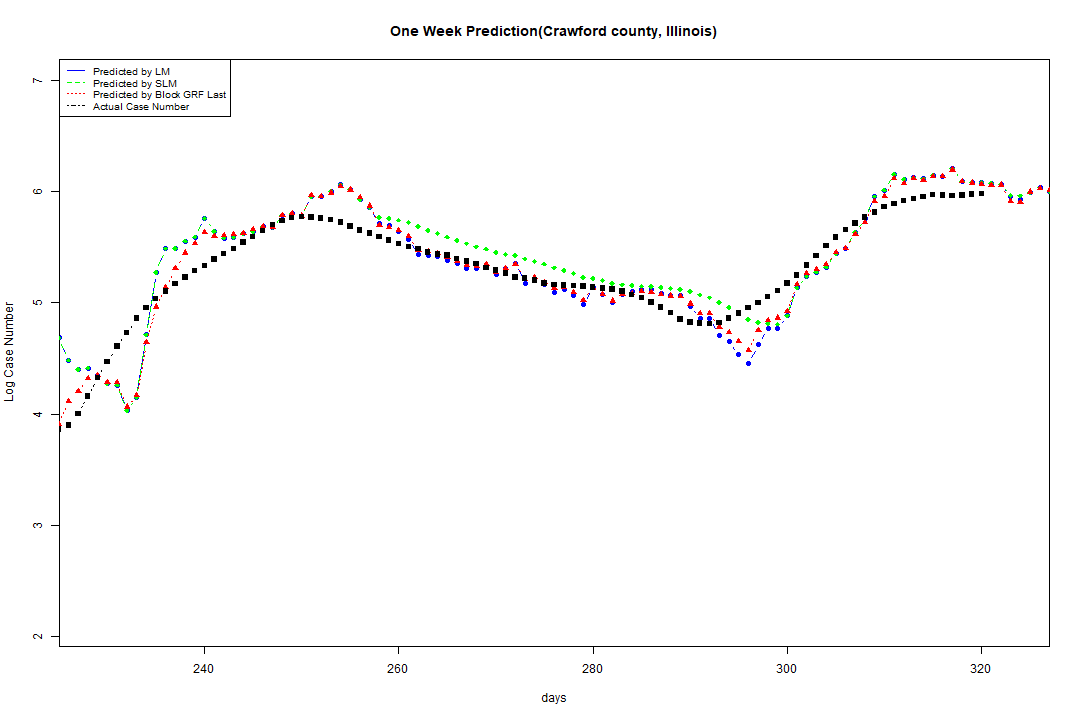 One Week Prediction(Crawford county, Illinois)
Predicted by LM
Predicted by SLM
Predicted by Block GRF Last
Actual Case Number
7
6
5
4
3
2
Log Case Number
240 260 280 300 320
days